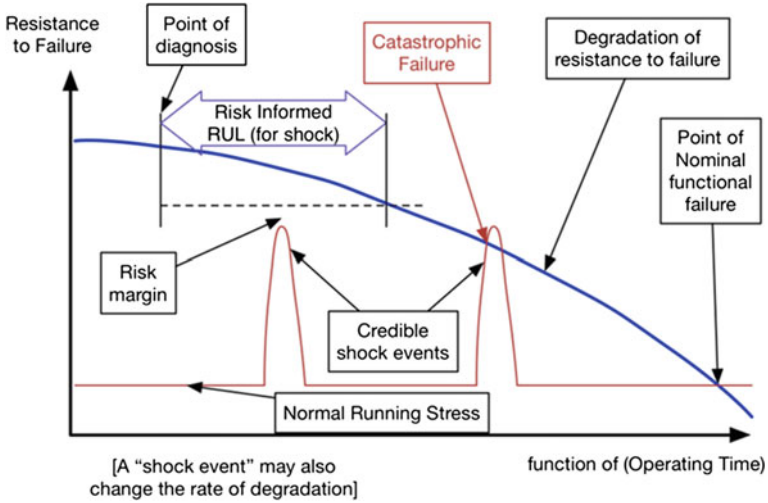 Resistance
to Failure
Point of
diagnosis
Catastrophic
Failure
Degradation of
resistance to failure
Risk Informed
RUL (for shock)
Point of
Nominal
functional
failure
Risk
margin
Credible
shock events
Normal Running Stress
[A “shock event” may also
change the rate of degradation]
function of (Operating Time)